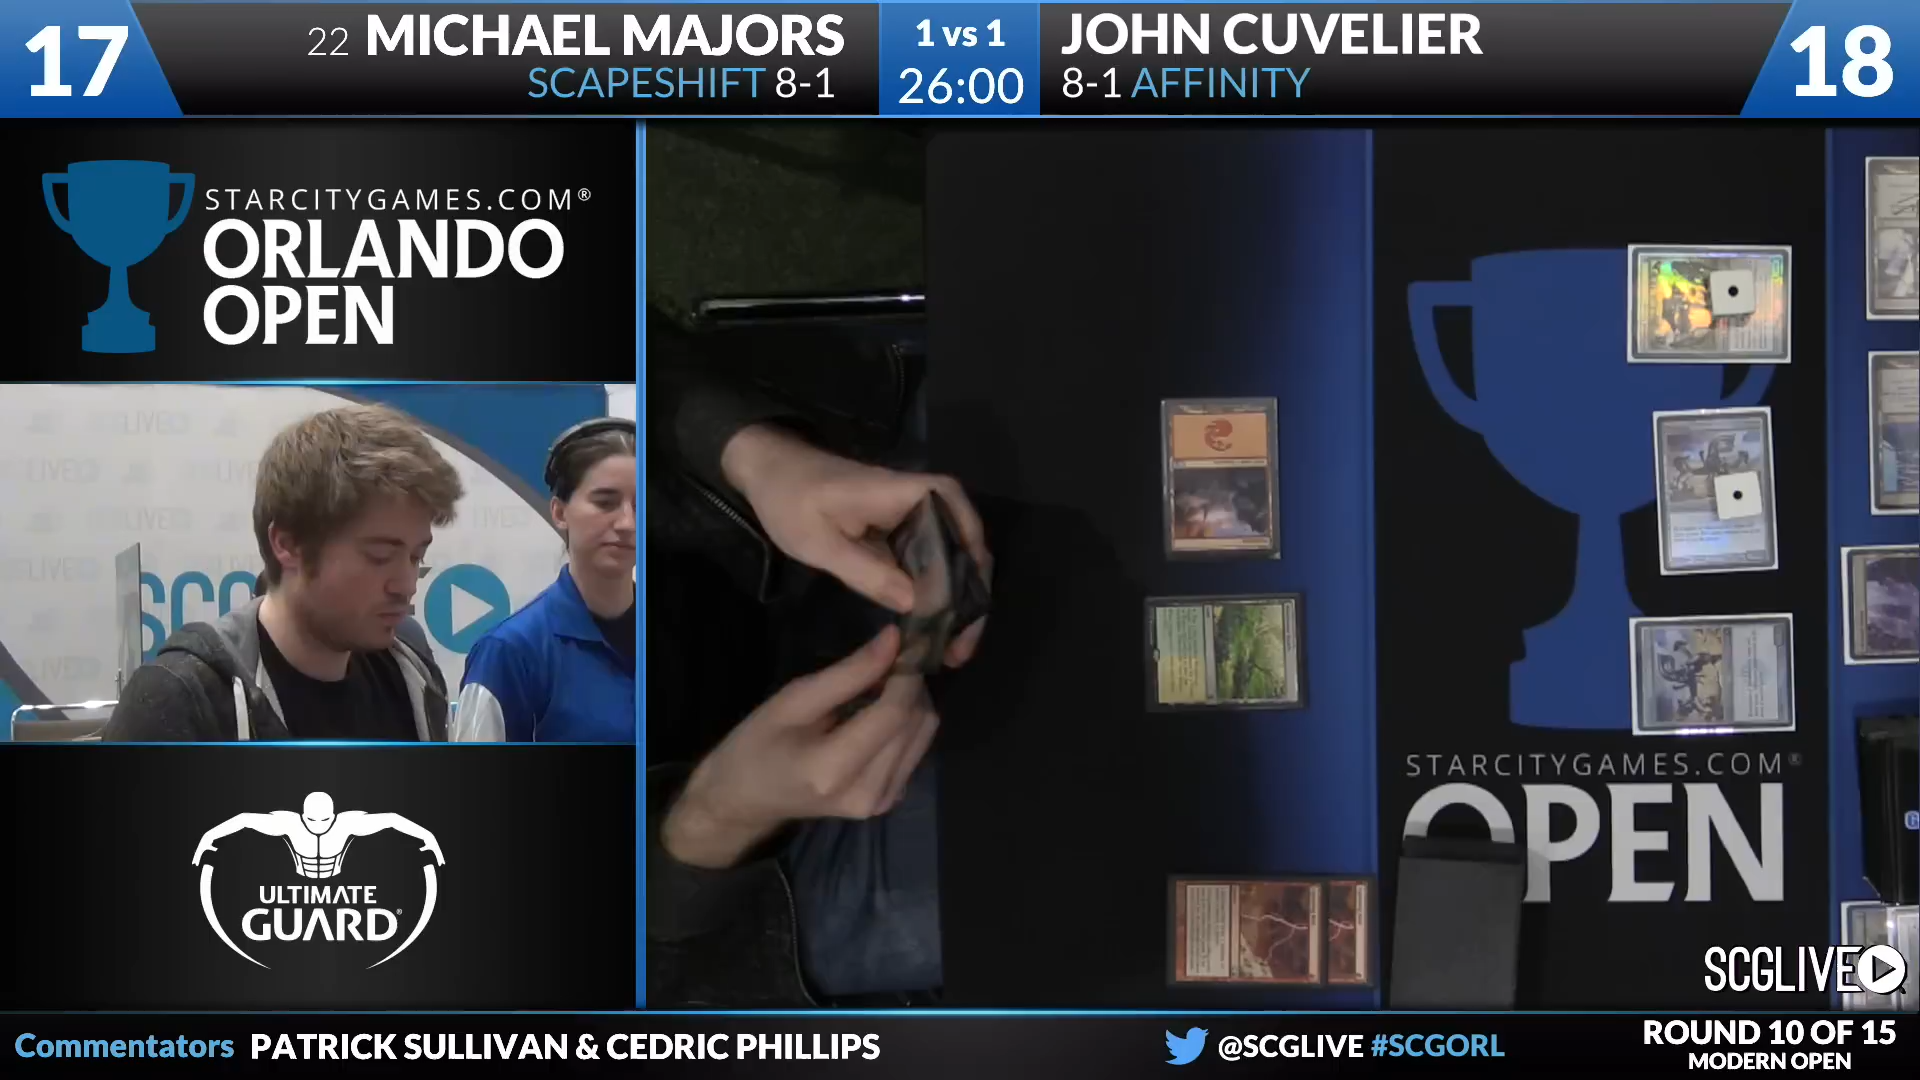 17
22 MICHAEL MAJORS
SCAPESHIFT 8-1
1 vs 1
26:00
JOHN CUVELIER
8-1 AFFINITY
18
STARCITYGAMES.COM®
ORLANDO
OPEN
LIVE
STARCITYGAMES.COM®
OPEN
ULTIMATE
GUARD®
SCGLIVE
Commentators PATRICK SULLIVAN & CEDRIC PHILLIPS
@SCGLIVE #SCGORL
ROUND 10 OF 15
MODERN OPEN